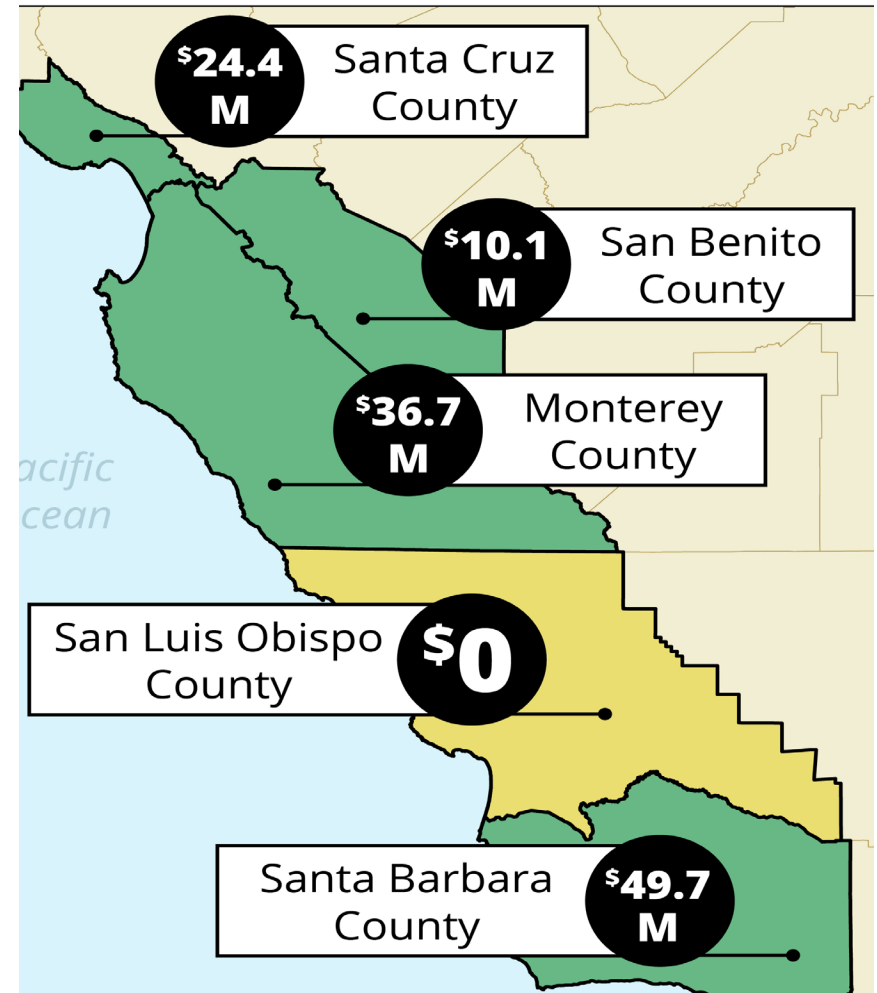 $24.4
M
Santa Cruz
County
$10.1
M
San Benito
County
$36.7
M
Monterey
County
acific
cean
San Luis Obispo
County
$0
Santa Barbara
County
$49.7
M